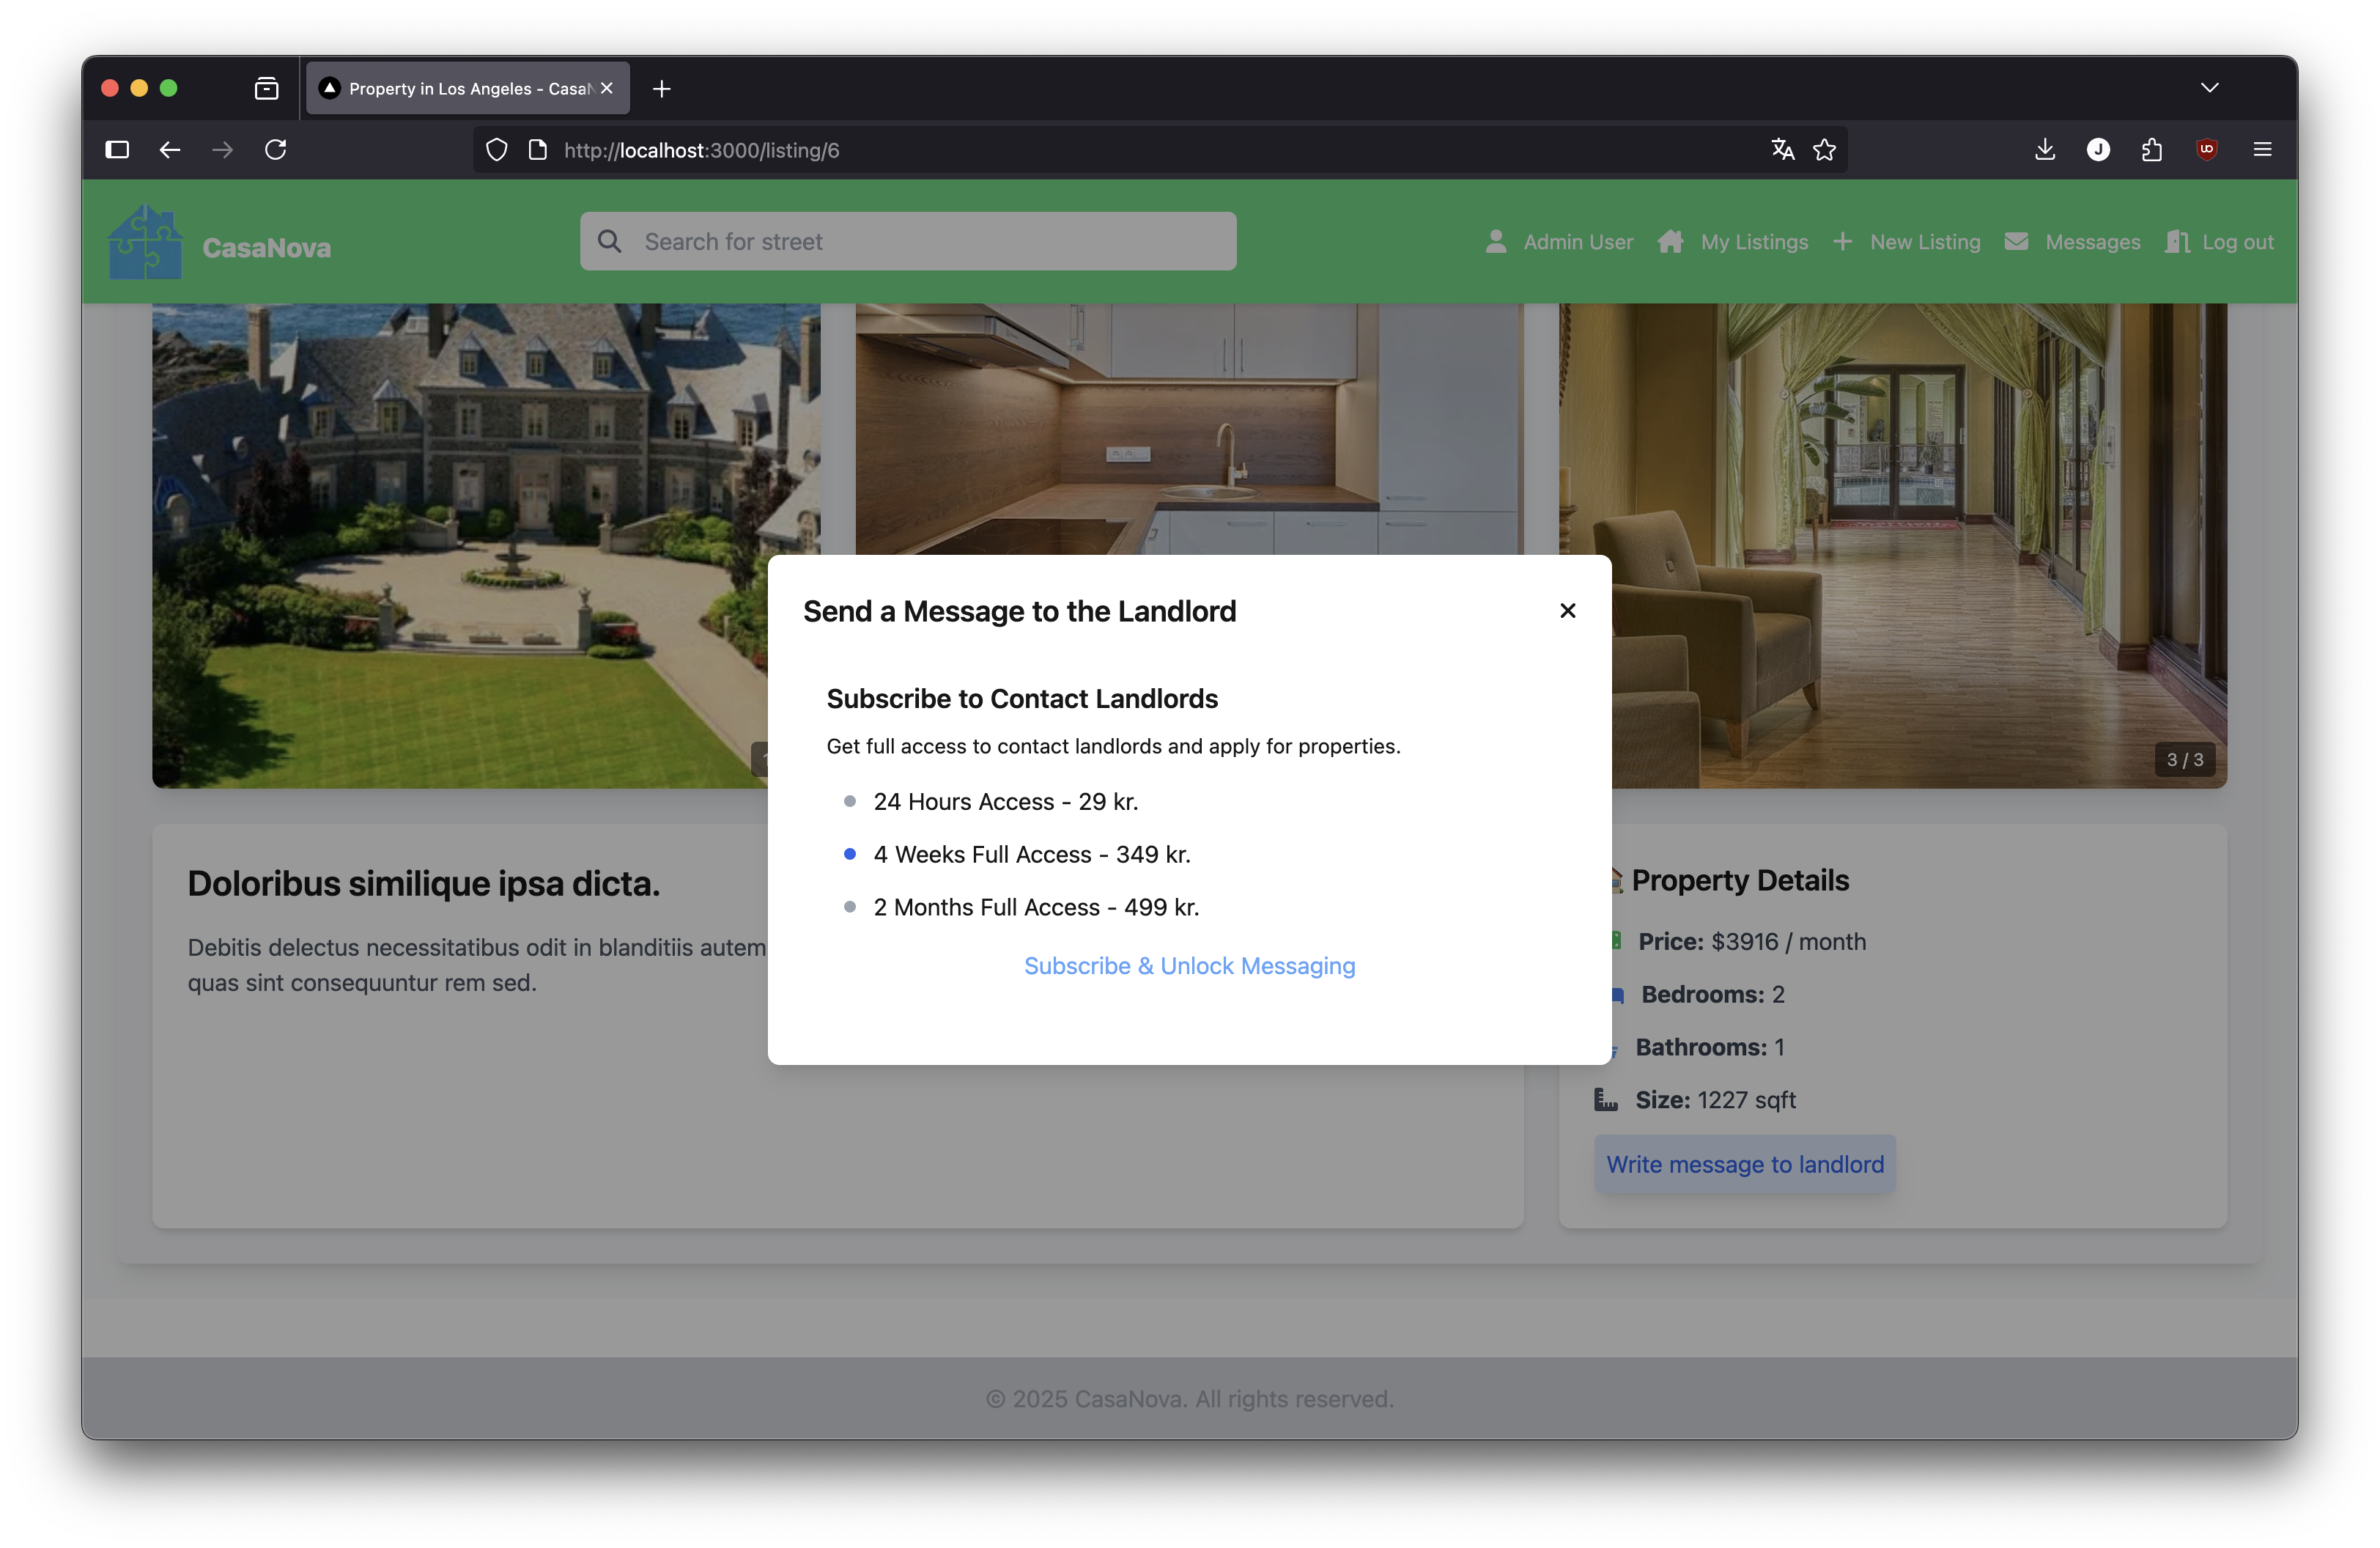 Property in Los Angeles - Casa
http://localhost:3000/listing/6
J
CasaNova
Search for street
Admin User
My Listings
New Listing
Messages
Log out
3 / 3
Send a Message to the Landlord
Subscribe to Contact Landlords
Get full access to contact landlords and apply for properties.
24 Hours Access - 29 kr.
4 Weeks Full Access - 349 kr.
2 Months Full Access - 499 kr.
Subscribe & Unlock Messaging
Doloribus similique ipsa dicta.
Debitis delectus necessitatibus odit in blanditiis autem
quas sint consequuntur rem sed.
Property Details
Price: $3916 / month
Bedrooms: 2
Bathrooms: 1
Size: 1227 sqft
Write message to landlord
© 2025 CasaNova. All rights reserved.